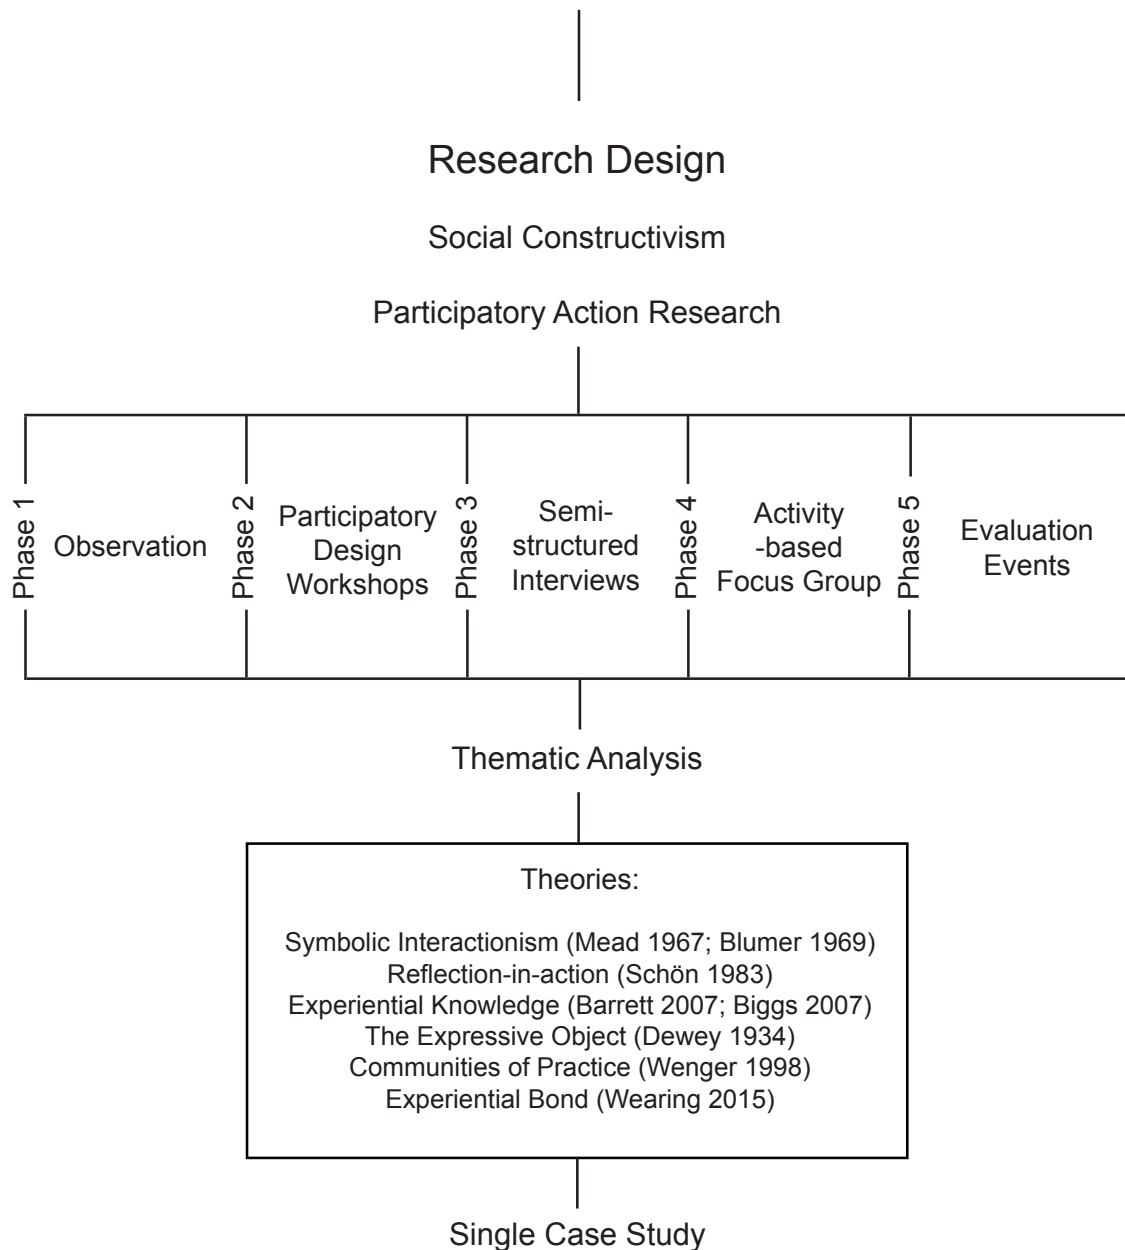 Research Design
Social Constructivism
Participatory Action Research
Phase 1
Observation
Phase 2
Participatory
Design
Workshops
Phase 3
Semi-
structured
Interviews
Phase 4
Activity
-based
Focus Group
Phase 5
Evaluation
Events
Thematic Analysis
Theories:
Symbolic Interactionism (Mead 1967; Blumer 1969)
Reflection-in-action (Schön 1983)
Experiential Knowledge (Barrett 2007; Biggs 2007)
The Expressive Object (Dewey 1934)
Communities of Practice (Wenger 1998)
Experiential Bond (Wearing 2015)
Single Case Study